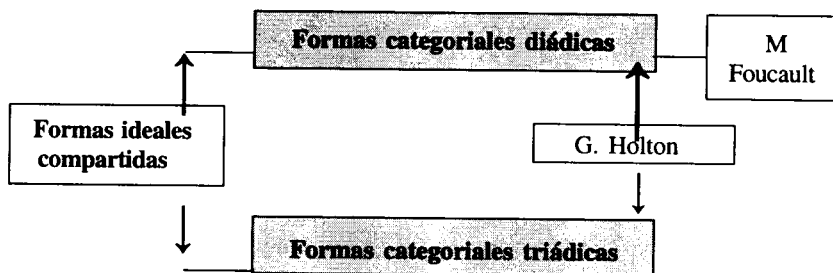 Formas categoriales diádicas
M
Foucault
Formas ideales
compartidas
G. Holton
Formas categoriales triádicas